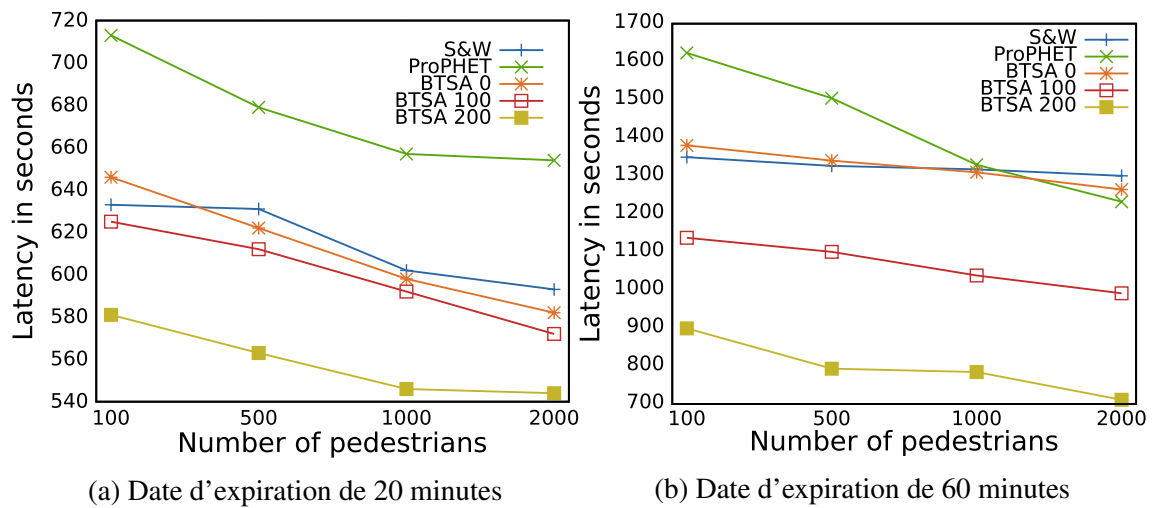 720
700
680
660
640
620
600
580
560
540
Latency in seconds
S&W
ProPHET
BTSA 0
BTSA 100
BTSA 200
100 500 1000 2000
Number of pedestrians
(a) Date d’expiration de 20 minutes
1700
1600
1500
1400
1300
1200
1100
1000
900
800
700
Latency in seconds
S&W
ProPHET
BTSA 0
BTSA 100
BTSA 200
100 500 1000 2000
Number of pedestrians
(b) Date d’expiration de 60 minutes